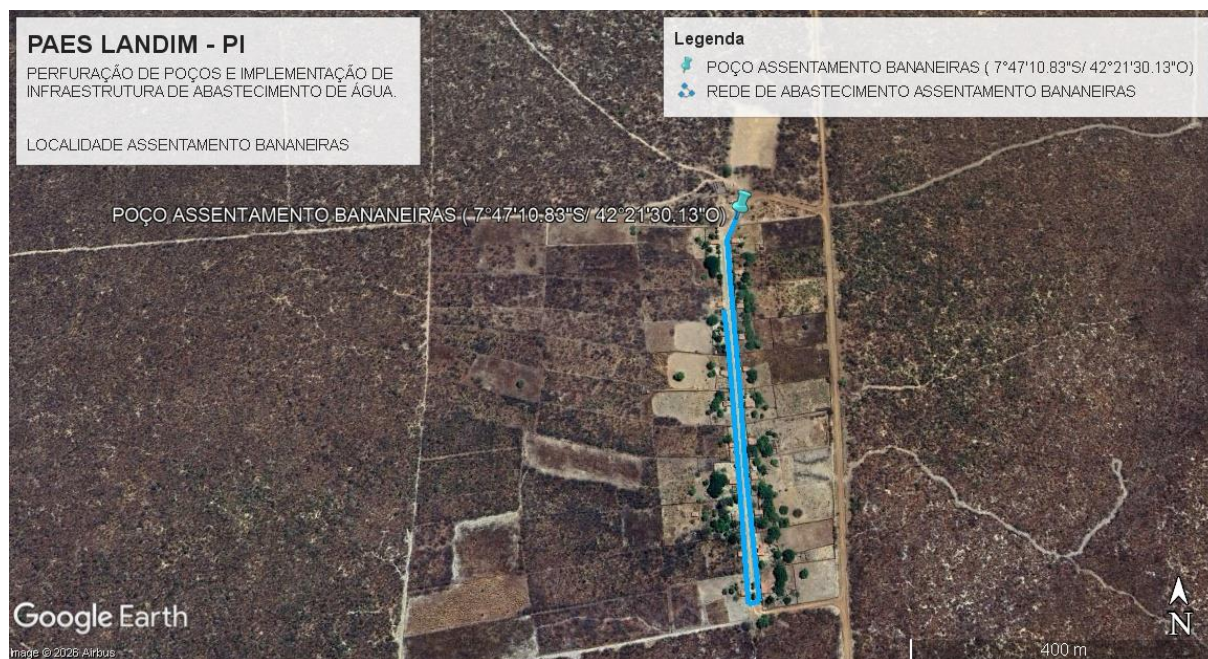 PAES LANDIM - PI
PERFURAÇÃO DE POÇOS E IMPLEMENTAÇÃO DE
INFRAESTRUTURA DE ABASTECIMENTO DE ÁGUA.
LOCALIDADE ASSENTAMENTO BANANEIRAS
Legenda
POÇO ASSENTAMENTO BANANEIRAS ( 7°47'10.83"S/ 42°21'30.13"O)
REDE DE ABASTECIMENTO ASSENTAMENTO BANANEIRAS
POÇO ASSENTAMENTO BANANEIRAS ( 7°47'10.83"S/ 42°21'30.13"O)
Google Earth
Image © 2026 Airbus
N
400 m